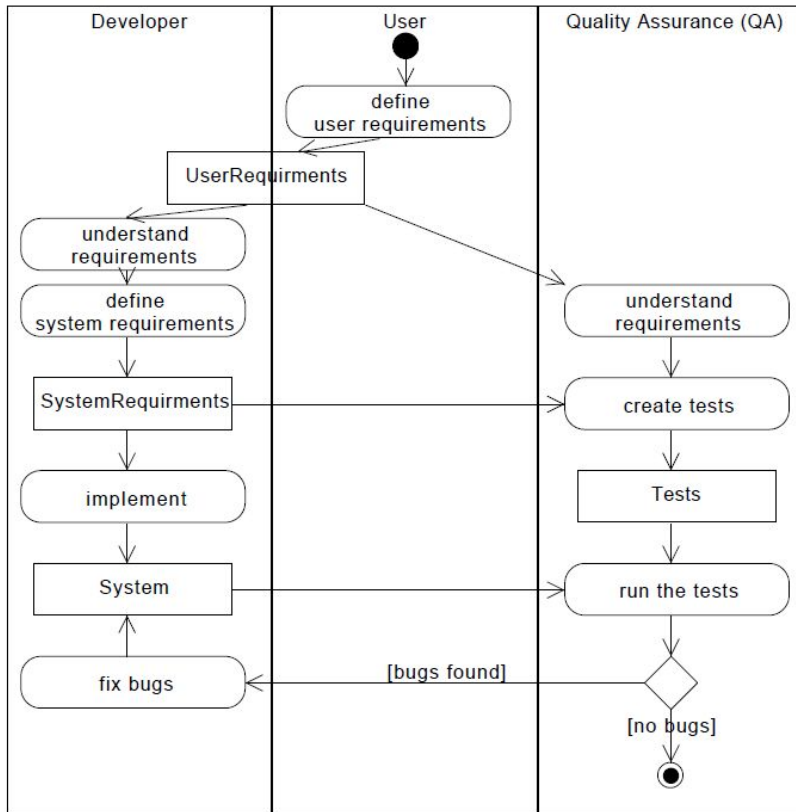 Developer
User
Quality Assurance (QA)
define
user requirements
UserRequirments
understand
requirements
define
system requirements
understand
requirements
SystemRequirments
create tests
implement
Tests
System
run the tests
fix bugs
[bugs found]
[no bugs]